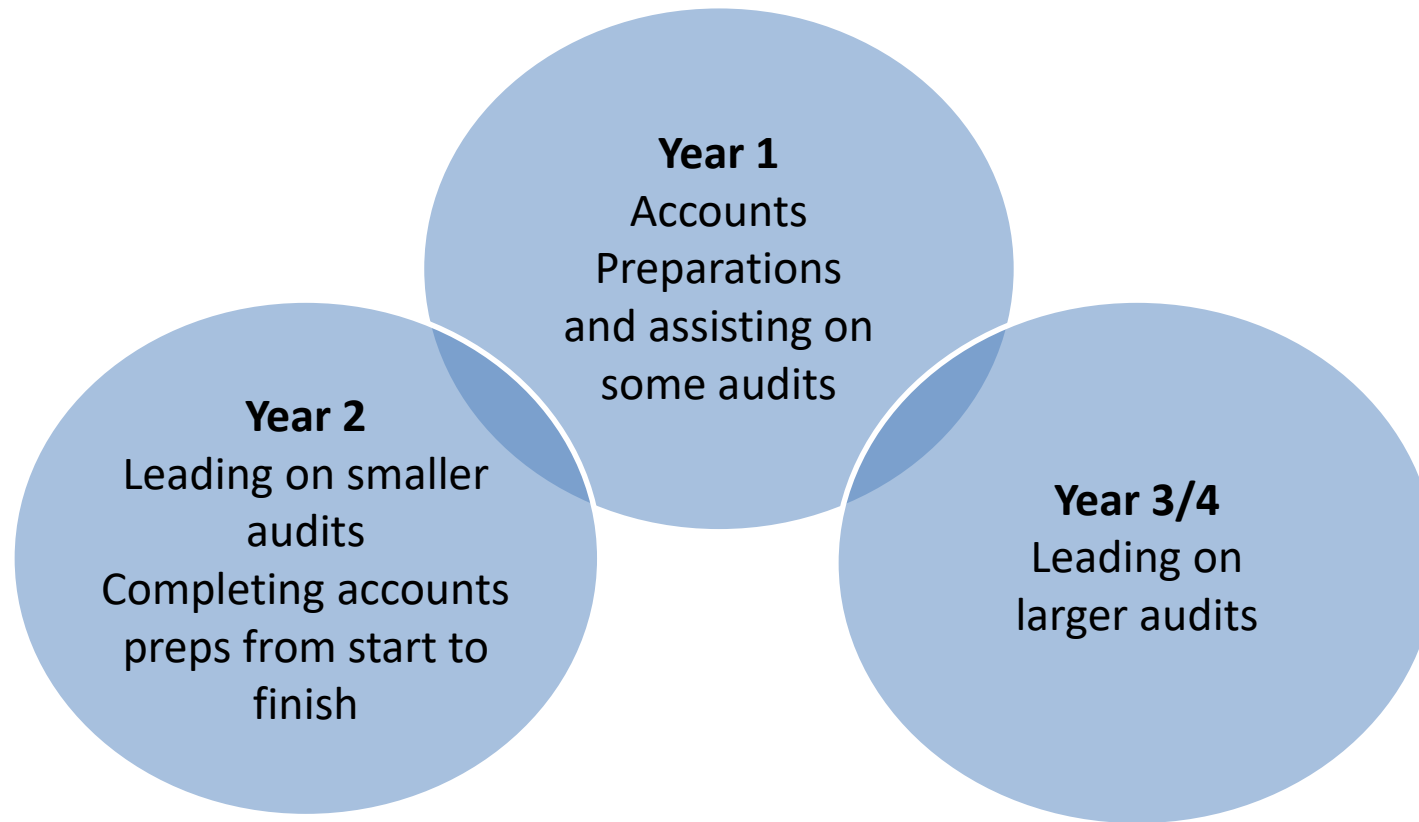 Year 1
Accounts
Preparations
and assisting on
some audits
Year 2
Leading on smaller
audits
Completing accounts
preps from start to
finish
Year 3/4
Leading on
larger audits